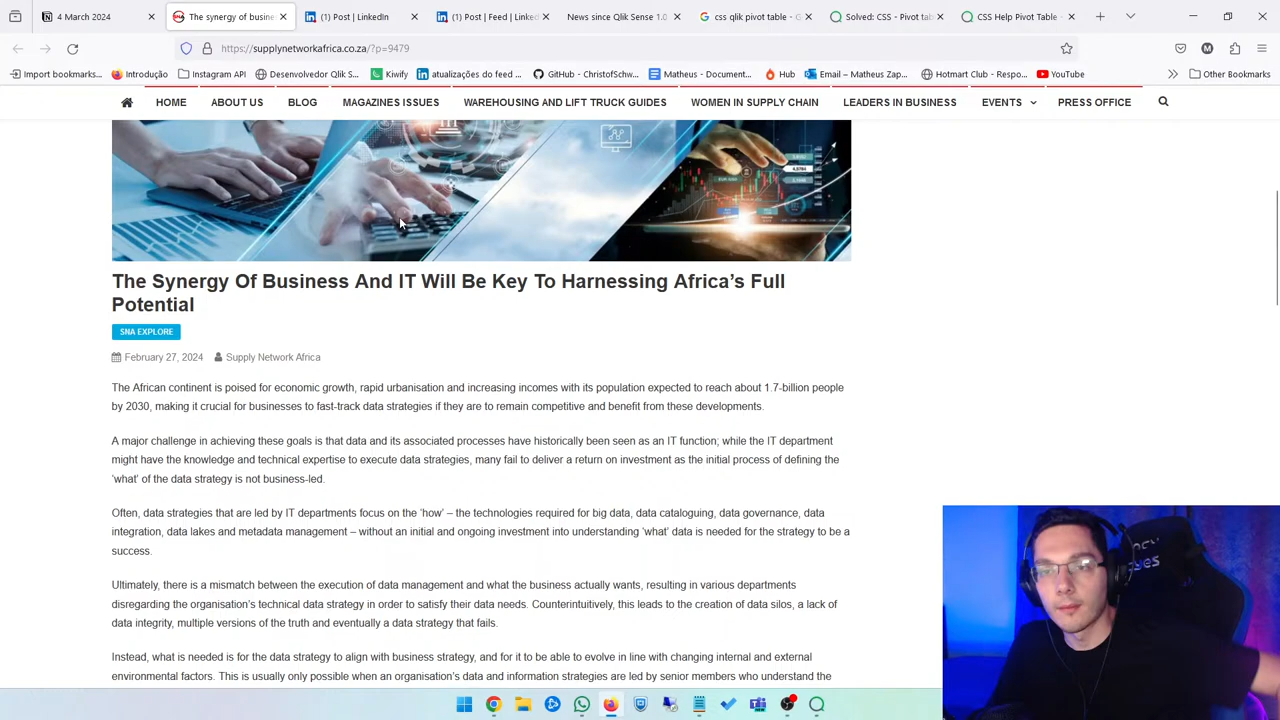 4 March 2024
The synergy of busine
(1) Post | LinkedIn
(1) Post | Feed | Linked
News since Qlik Sense 1.0
css qlik pivot table - G
Solved: CSS - Pivot tab
CSS Help Pivot Table
https://supplynetworkafrica.co.za/?p=9479
Import bookmarks...
Introdução
Instagram API
Desenvolvedor Qlik S...
Kiwify
atualizações do feed ...
GitHub - ChristofSchw...
Matheus - Document...
Hub
Email – Matheus Zap...
Hotmart Club - Respo...
YouTube
Other Bookmarks
HOME
ABOUT US
BLOG
MAGAZINES ISSUES
WAREHOUSING AND LIFT TRUCK GUIDES
WOMEN IN SUPPLY CHAIN
LEADERS IN BUSINESS
EVENTS
PRESS OFFICE
The Synergy Of Business And IT Will Be Key To Harnessing Africa’s Full
Potential
SNA EXPLORE
February 27, 2024 Supply Network Africa
The African continent is poised for economic growth, rapid urbanisation and increasing incomes with its population expected to reach about 1.7-billion people
by 2030, making it crucial for businesses to fast-track data strategies if they are to remain competitive and benefit from these developments.
A major challenge in achieving these goals is that data and its associated processes have historically been seen as an IT function; while the IT department
might have the knowledge and technical expertise to execute data strategies, many fail to deliver a return on investment as the initial process of defining the
‘what’ of the data strategy is not business-led.
Often, data strategies that are led by IT departments focus on the ‘how’ – the technologies required for big data, data cataloguing, data governance, data
integration, data lakes and metadata management – without an initial and ongoing investment into understanding ‘what’ data is needed for the strategy to be a
success.
Ultimately, there is a mismatch between the execution of data management and what the business actually wants, resulting in various departments
disregarding the organisation’s technical data strategy in order to satisfy their data needs. Counterintuitively, this leads to the creation of data silos, a lack of
data integrity, multiple versions of the truth and eventually a data strategy that fails.
Instead, what is needed is for the data strategy to align with business strategy, and for it to be able to evolve in line with changing internal and external
environmental factors. This is usually only possible when an organisation’s data and information strategies are led by senior members who understand the